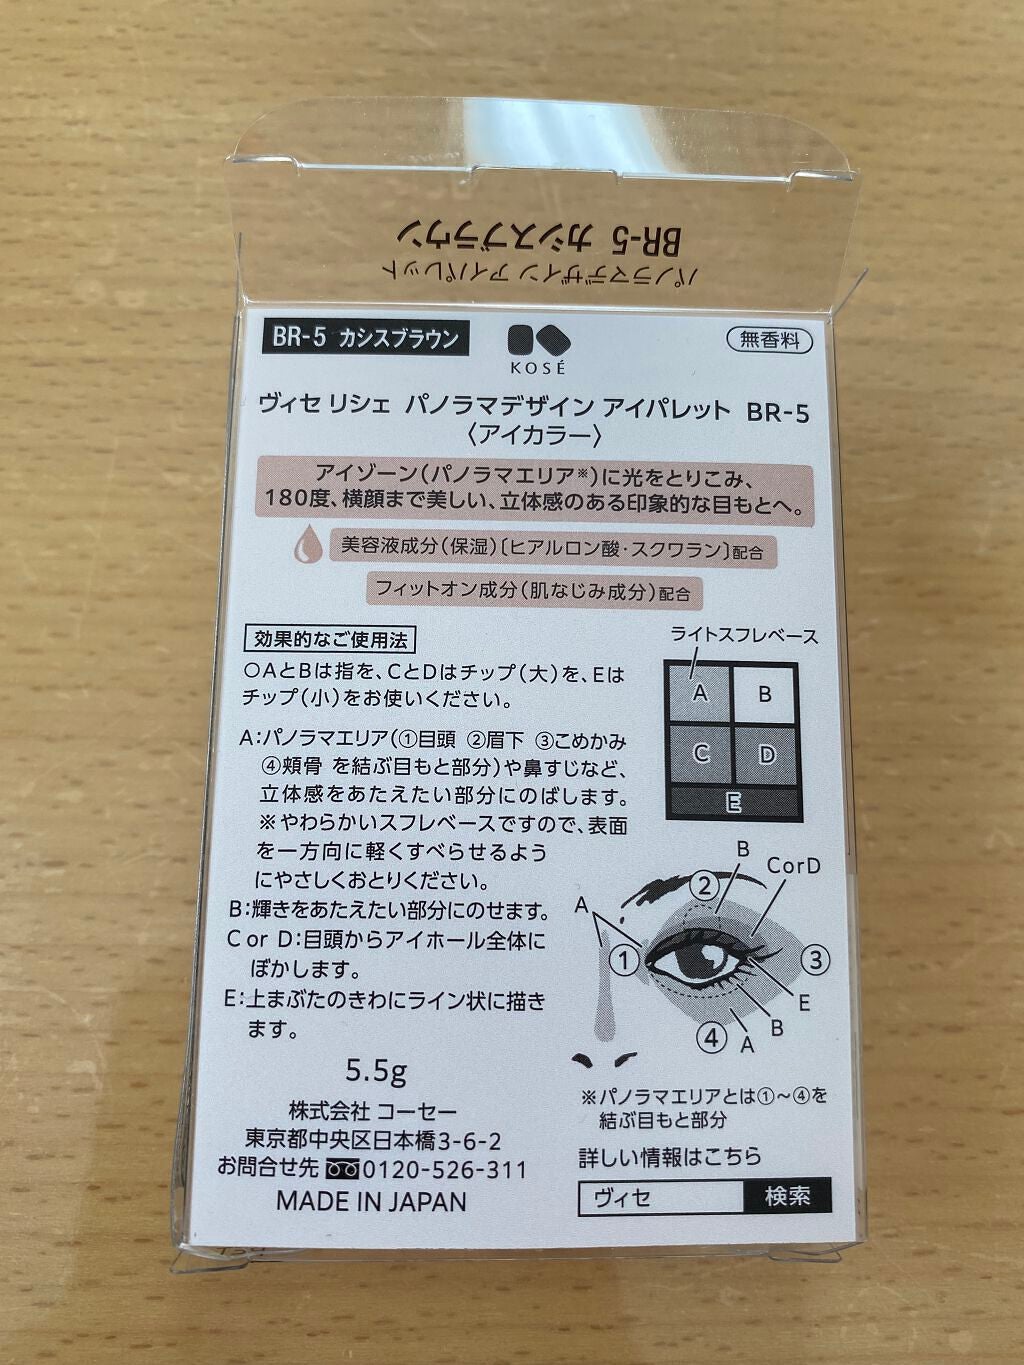 パノラマデザイン アイパレット
BR-5 カシスブラウン
BR-5 カシスブラウン
KOSÉ
無香料
ヴィセ リシェ パノラマデザイン アイパレット BR-5
〈アイカラー〉
アイゾーン(パノラマエリア※)に光をとりこみ、
180度、横顔まで美しい、立体感のある印象的な目もとへ。
美容液成分(保湿)〔ヒアルロン酸・スクワラン〕配合
フィットオン成分(肌なじみ成分)配合
効果的なご使用法
○AとBは指を、CとDはチップ(大)を、Eは
チップ(小)をお使いください。
A:パノラマエリア(①目頭 ②眉下 ③こめかみ
④頬骨 を結ぶ目もと部分)や鼻すじなど、
立体感をあたえたい部分にのばします。
※やわらかいスフレベースですので、表面
を一方向に軽くすべらせるよう
にやさしくおとりください。
B:輝きをあたえたい部分にのせます。
C or D:目頭からアイホール全体に
ぼかします。
E:上まぶたのきわにライン状に描き
ます。
ライトスフレベース
A B
C D
E
B
CorD
A
②
①
③
E
B
④
A
※パノラマエリアとは①~④を
結ぶ目もと部分
5.5g
株式会社 コーセー
東京都中央区日本橋3-6-2
お問合せ先 0120-526-311
MADE IN JAPAN
詳しい情報はこちら
ヴィセ 検索